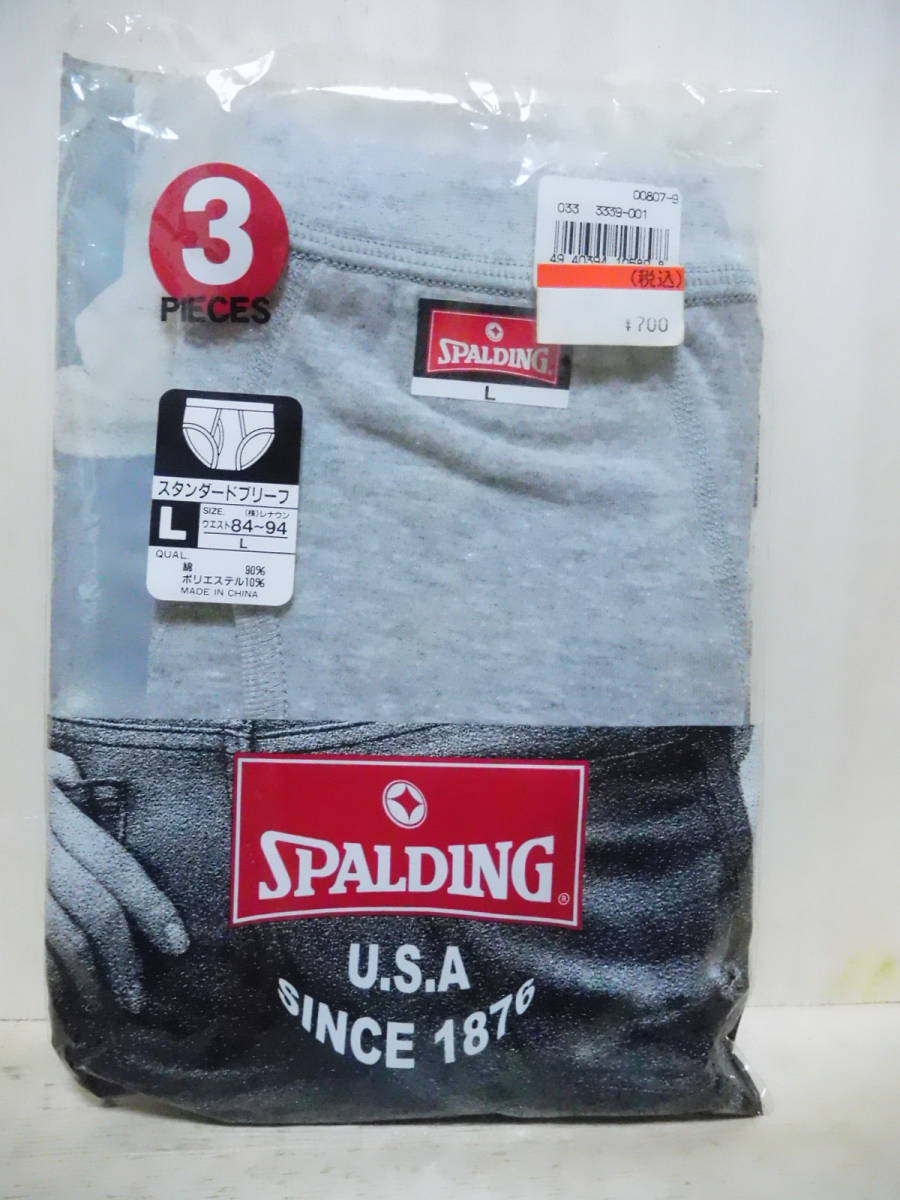 3
PIECES
00807-9
033 3339-001
(税込)
¥700
SPALDING
L
スタンダードブリーフ
L
SIZE. (株)レナウン
ウエスト84~94
L
QUAL.
綿 90%
ポリエステル10%
MADE IN CHINA
SPALDING®
U.S.A
SINCE 1876